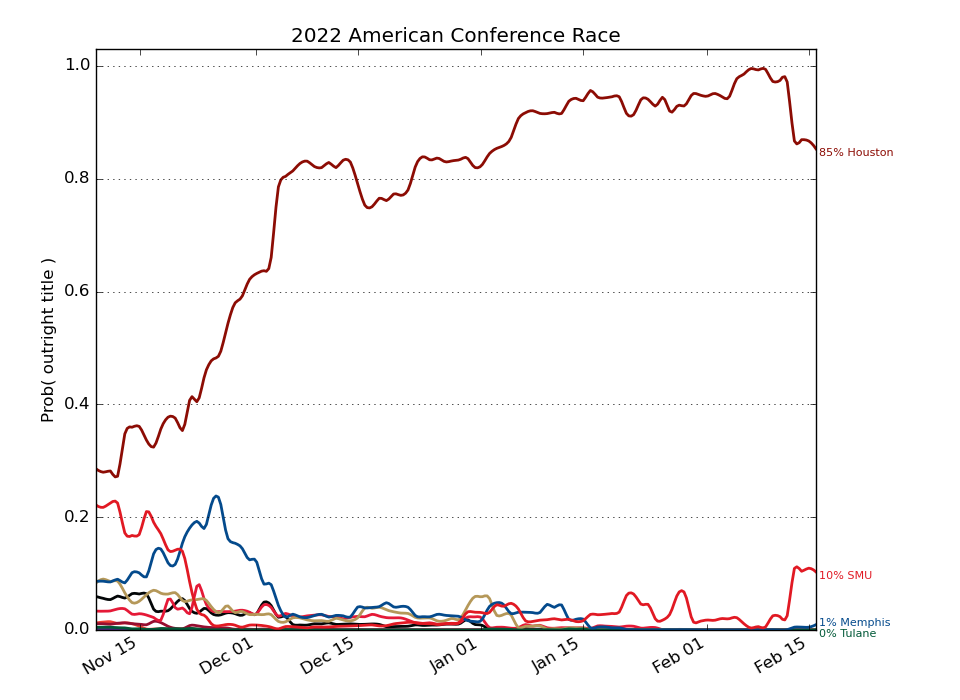 2022 American Conference Race
Prob( outright title )
1.0
0.8
0.6
0.4
0.2
0.0
85% Houston
10% SMU
1% Memphis
0% Tulane
Nov 15
Dec 01
Dec 15
Jan 01
Jan 15
Feb 01
Feb 15